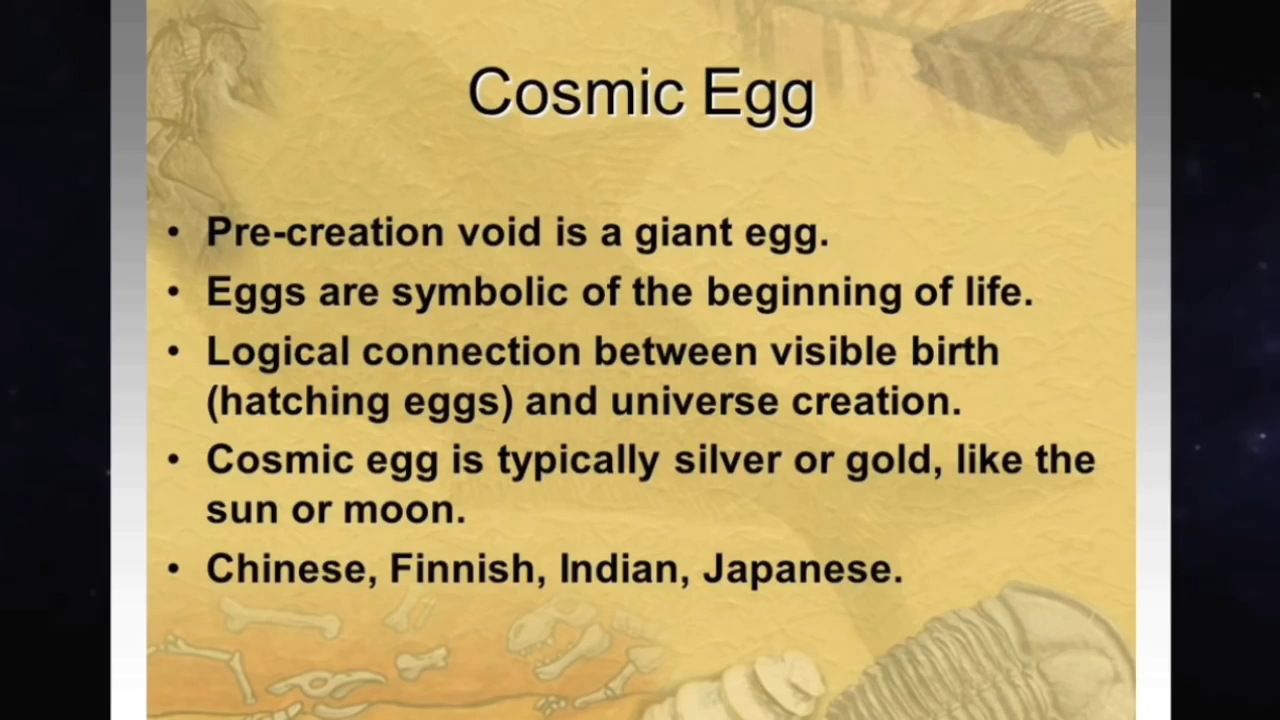 Cosmic Egg
• Pre-creation void is a giant egg.
• Eggs are symbolic of the beginning of life.
• Logical connection between visible birth
(hatching eggs) and universe creation.
• Cosmic egg is typically silver or gold, like the
sun or moon.
• Chinese, Finnish, Indian, Japanese.